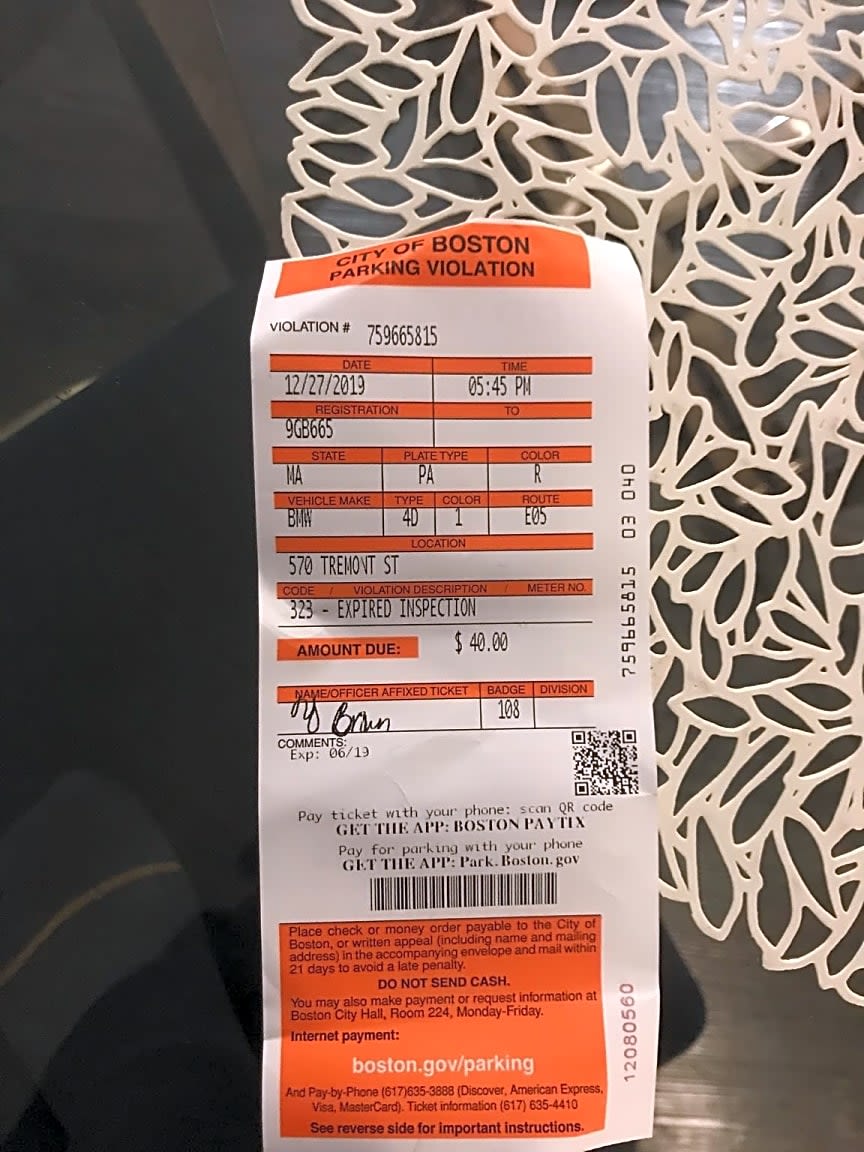 CITY OF BOSTON
PARKING VIOLATION
VIOLATION # 759665815
DATE TIME
12/27/2019 05:45 PM
REGISTRATION TO
9GB665
STATE PLATE TYPE COLOR
MA PA R
VEHICLE MAKE TYPE COLOR ROUTE
BMW 4D 1 E05
LOCATION
570 TREMONT ST
CODE / VIOLATION DESCRIPTION / METER NO.
323 - EXPIRED INSPECTION
AMOUNT DUE: $ 40.00
NAME/OFFICER AFFIXED TICKET BADGE DIVISION
108
COMMENTS:
Exp: 06/19
Pay ticket with your phone: scan QR code
GET THE APP: BOSTON PAYTIX
Pay for parking with your phone
GET THE APP: Park.Boston.gov
Place check or money order payable to the City of
Boston, or written appeal (including name and mailing
address) in the accompanying envelope and mail within
21 days to avoid a late penalty.
DO NOT SEND CASH.
You may also make payment or request information at
Boston City Hall, Room 224, Monday-Friday.
Internet payment:
boston.gov/parking
And Pay-by-Phone (617)635-3888 (Discover, American Express,
Visa, MasterCard). Ticket information (617) 635-4410
See reverse side for important instructions.
759665815 03 040
12080560